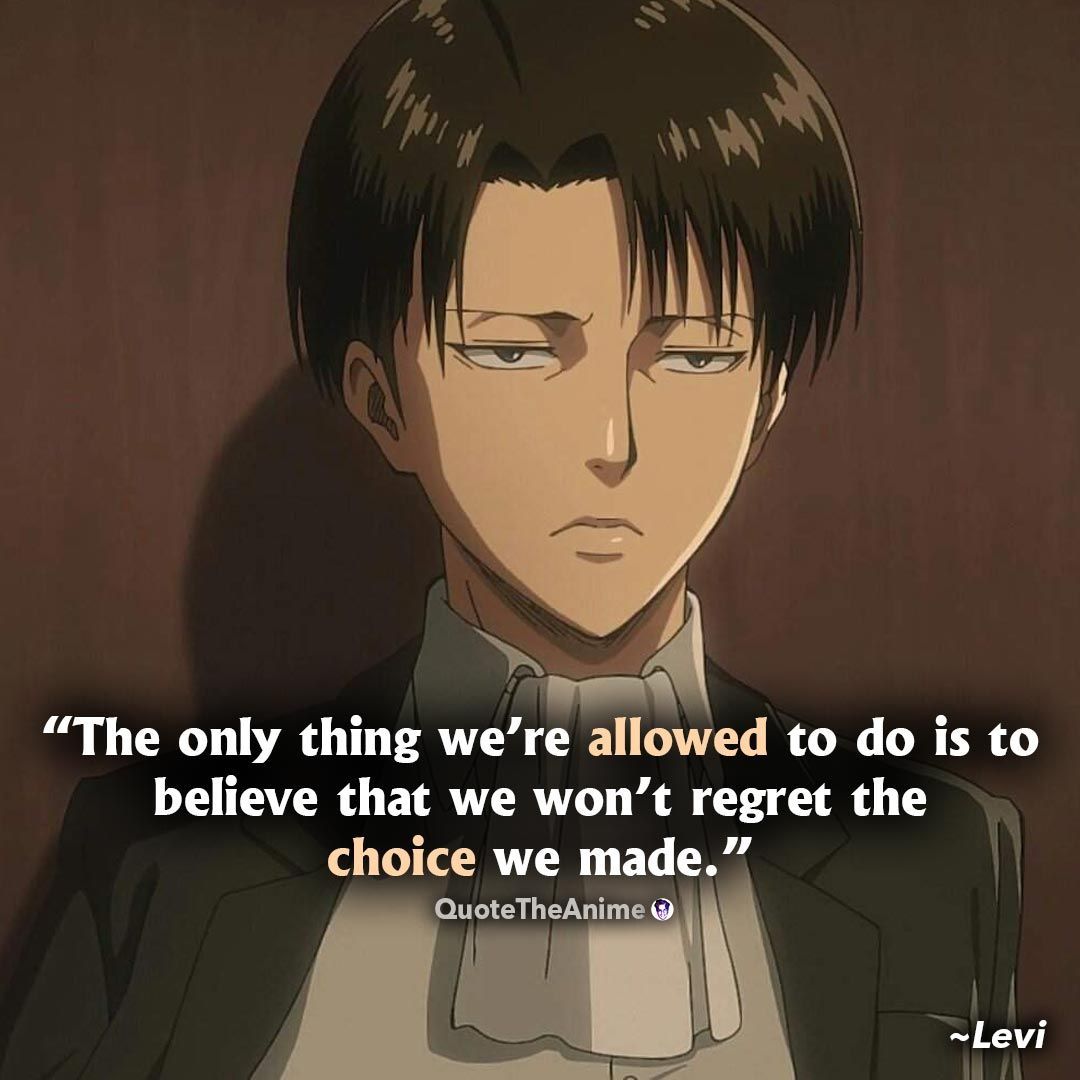 “The only thing we’re allowed to do is to
believe that we won’t regret the
choice we made.”
QuoteTheAnime
~Levi